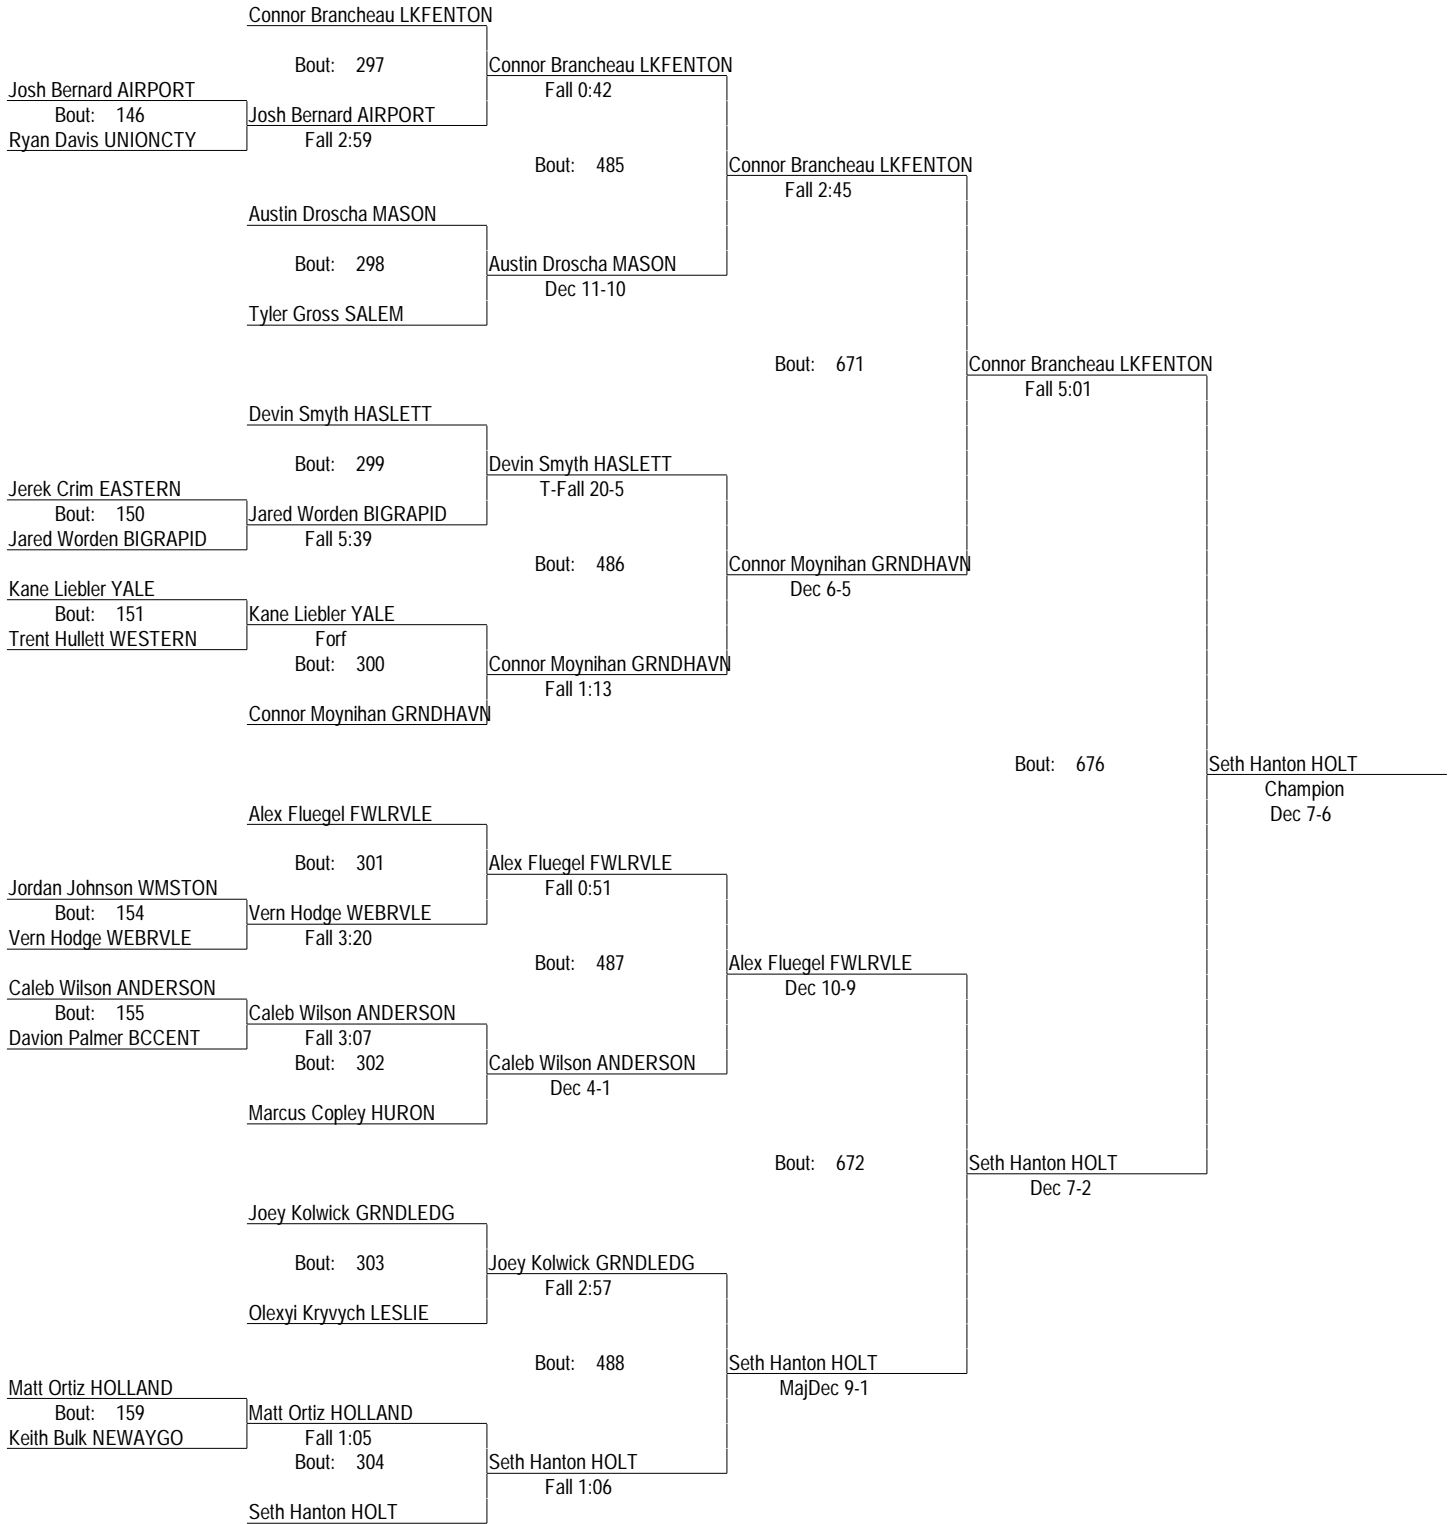 Connor Brancheau LKFENTON
Bout: 297
Connor Brancheau LKFENTON
Josh Bernard AIRPORT
Fall 0:42
Bout: 146
Josh Bernard AIRPORT
Ryan Davis UNIONCTY
Fall 2:59
Bout: 485
Connor Brancheau LKFENTON
Fall 2:45
Austin Droscha MASON
Bout: 298
Austin Droscha MASON
Dec 11-10
Tyler Gross SALEM
Bout: 671
Connor Brancheau LKFENTON
Fall 5:01
Devin Smyth HASLETT
Bout: 299
Devin Smyth HASLETT
Jerek Crim EASTERN
T-Fall 20-5
Bout: 150
Jared Worden BIGRAPID
Jared Worden BIGRAPID
Fall 5:39
Bout: 486
Connor Moynihan GRNDHAVN
Kane Liebler YALE
Dec 6-5
Bout: 151
Kane Liebler YALE
Trent Hullett WESTERN
Forf
Bout: 300
Connor Moynihan GRNDHAVN
Fall 1:13
Connor Moynihan GRNDHAVN
Bout: 676
Seth Hanton HOLT
Champion
Dec 7-6
Alex Fluegel FWLRVLE
Bout: 301
Alex Fluegel FWLRVLE
Jordan Johnson WMSTON
Fall 0:51
Bout: 154
Vern Hodge WEBRVLE
Vern Hodge WEBRVLE
Fall 3:20
Bout: 487
Alex Fluegel FWLRVLE
Caleb Wilson ANDERSON
Dec 10-9
Bout: 155
Caleb Wilson ANDERSON
Davion Palmer BCCENT
Fall 3:07
Bout: 302
Caleb Wilson ANDERSON
Dec 4-1
Marcus Copley HURON
Bout: 672
Seth Hanton HOLT
Dec 7-2
Joey Kolwick GRNDLEDG
Bout: 303
Joey Kolwick GRNDLEDG
Fall 2:57
Olexyi Kryvych LESLIE
Bout: 488
Seth Hanton HOLT
Matt Ortiz HOLLAND
MajDec 9-1
Bout: 159
Matt Ortiz HOLLAND
Keith Bulk NEWAYGO
Fall 1:05
Bout: 304
Seth Hanton HOLT
Fall 1:06
Seth Hanton HOLT